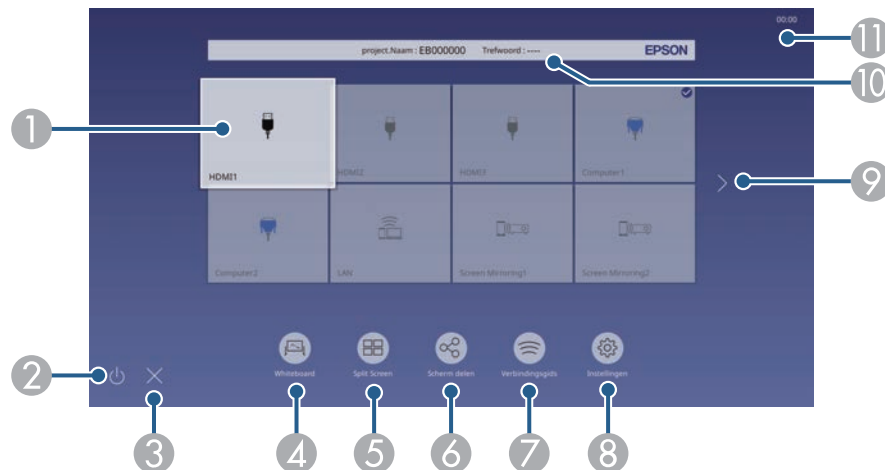 00:00
project.Naam : EB000000 Trefwoord : ---- EPSON
1
11
10
HDMI1 HDMI2 HDMI3 Computer1
9
Computer2 LAN Screen Mirroring1 Screen Mirroring2
2
Whiteboard Split Screen Scherm delen Verbindingsgids Instellingen
3 4 5 6 7 8